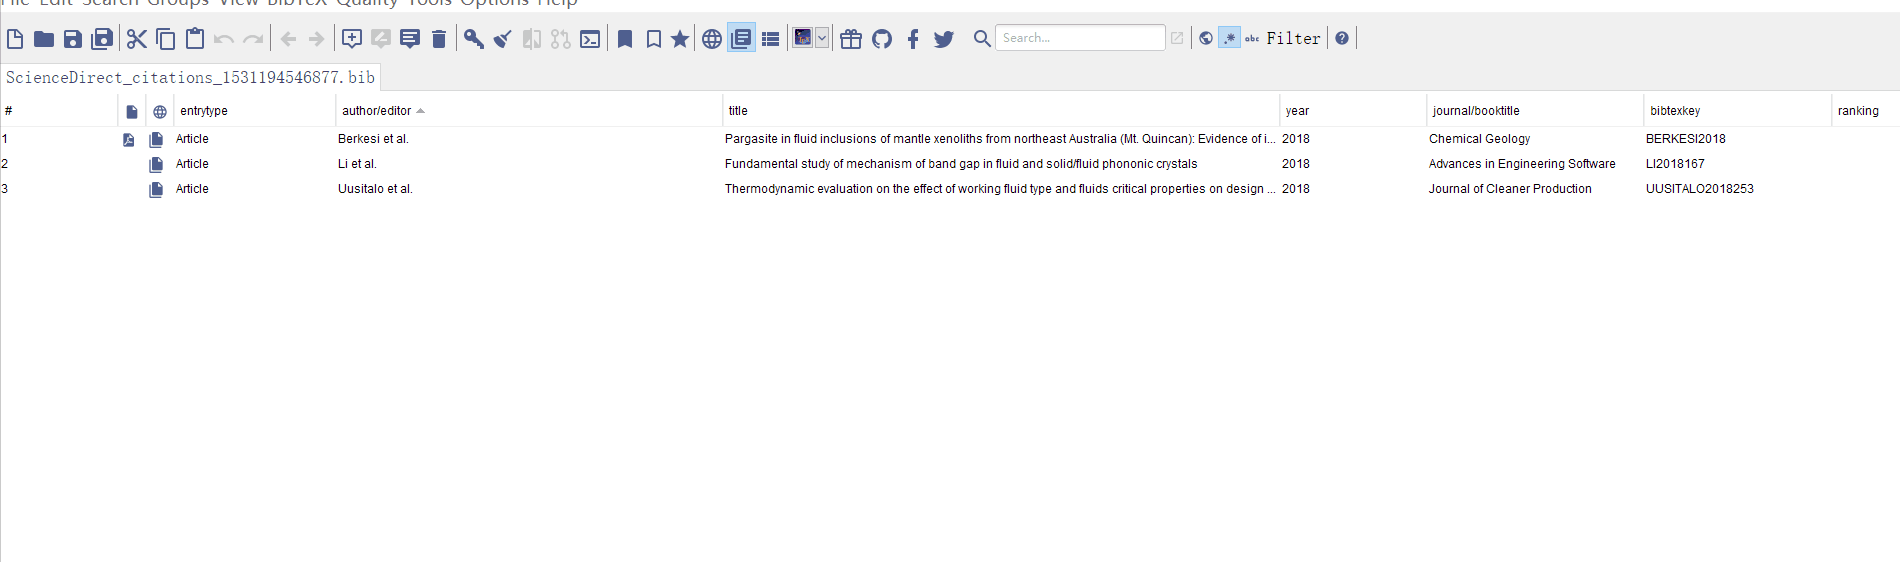 File Edit Search Groups View BibTeX Quality Tools Options Help
Search... abc Filter
ScienceDirect_citations_1531194546877.bib
# entrytype author/editor title year journal/booktitle bibtexkey ranking
1 Article Berkesi et al. Pargasite in fluid inclusions of mantle xenoliths from northeast Australia (Mt. Quincan): Evidence of i... 2018 Chemical Geology BERKESI2018
2 Article Li et al. Fundamental study of mechanism of band gap in fluid and solid/fluid phononic crystals 2018 Advances in Engineering Software LI2018167
3 Article Uusitalo et al. Thermodynamic evaluation on the effect of working fluid type and fluids critical properties on design ... 2018 Journal of Cleaner Production UUSITALO2018253